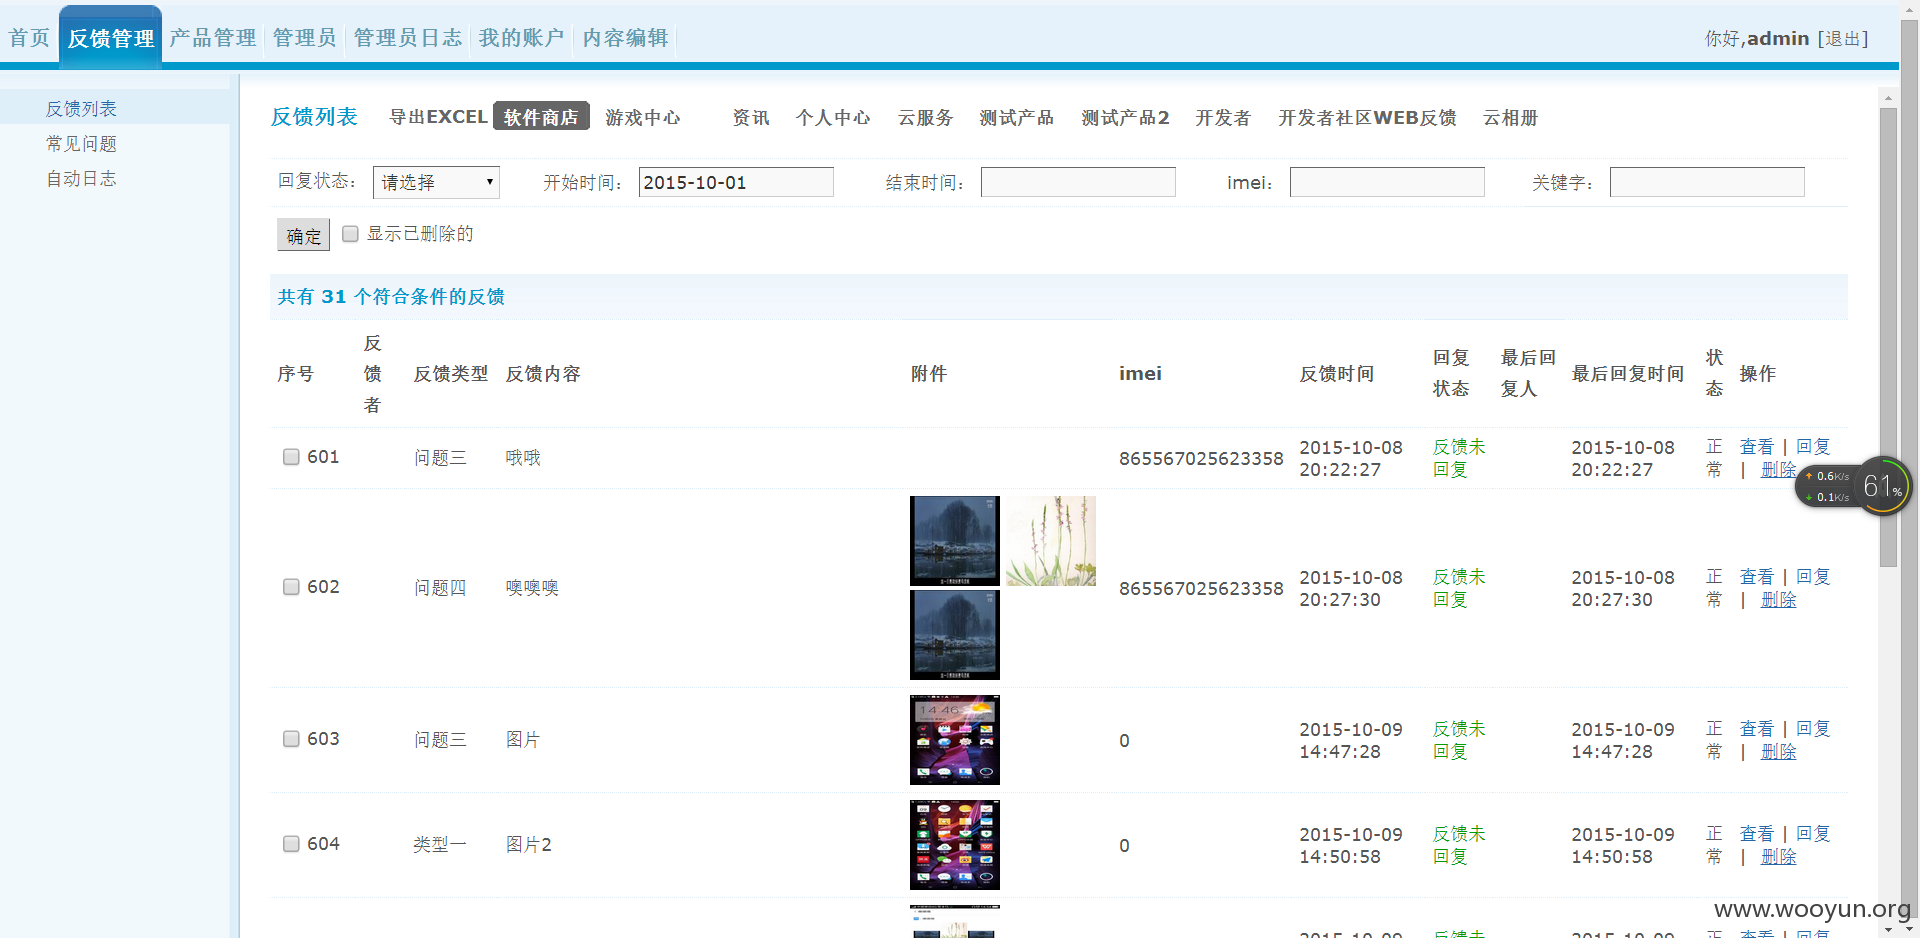 首页 反馈管理 产品管理 管理员 管理员日志 我的账户 内容编辑
你好,admin [退出]
反馈列表
常见问题
自动日志
反馈列表 导出EXCEL 软件商店 游戏中心 资讯 个人中心 云服务 测试产品 测试产品2 开发者 开发者社区WEB反馈 云相册
回复状态： 请选择 开始时间： 2015-10-01 结束时间： imei： 关键字：
确定 显示已删除的
共有 31 个符合条件的反馈
序号 反馈者 反馈类型 反馈内容 附件 imei 反馈时间 回复状态 最后回复人 最后回复时间 状态 操作
601 问题三 哦哦 865567025623358 2015-10-08 20:22:27 反馈未回复 2015-10-08 20:22:27 正常 查看 | 回复 | 删除
0.6K/s
0.1K/s
61%
602 问题四 噢噢噢 865567025623358 2015-10-08 20:27:30 反馈未回复 2015-10-08 20:27:30 正常 查看 | 回复 | 删除
603 问题三 图片 0 2015-10-09 14:47:28 反馈未回复 2015-10-09 14:47:28 正常 查看 | 回复 | 删除
14:46
604 类型一 图片2 0 2015-10-09 14:50:58 反馈未回复 2015-10-09 14:50:58 正常 查看 | 回复 | 删除
www.wooyun.org